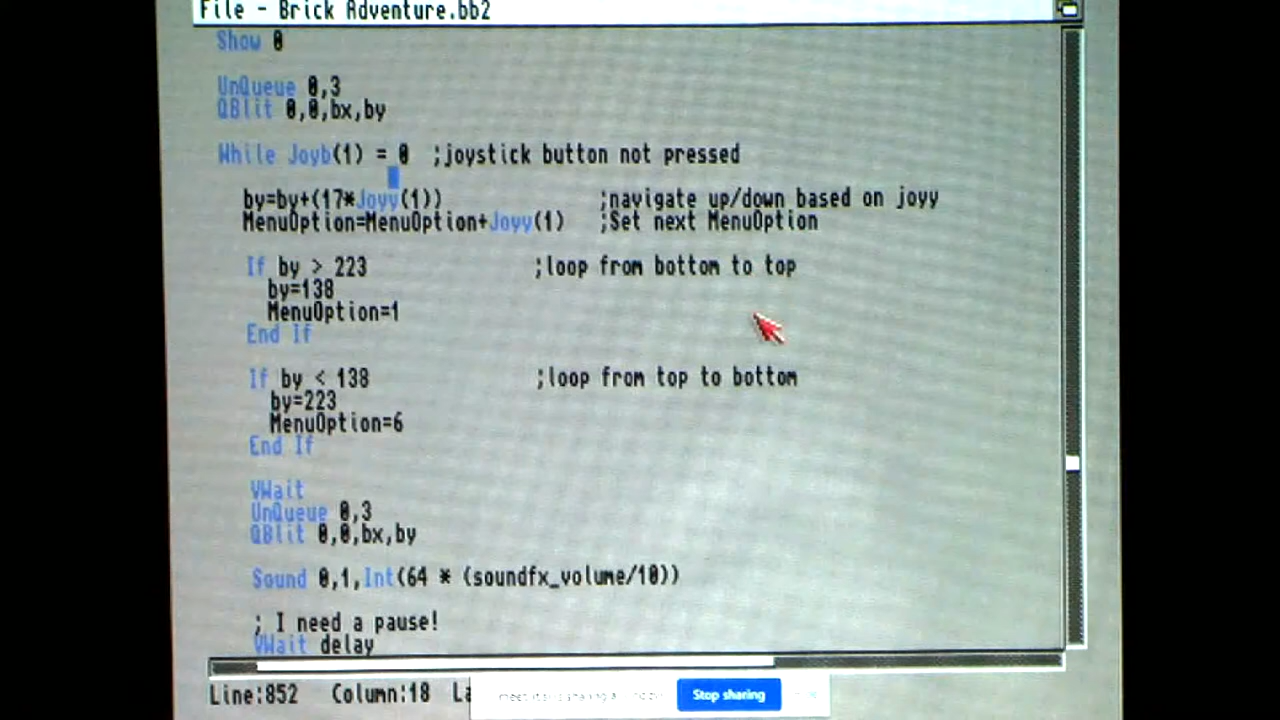 File - Brick Adventure.bb2
Show 0
UnQueue 0,3
QBlit 0,0,bx,by
While Joyb(1) = 0 ;joystick button not pressed
by=by+(17*Joyy(1)) ;navigate up/down based on joyy
MenuOption=MenuOption+Joyy(1) ;Set next MenuOption
If by > 223 ;loop from bottom to top
by=138
MenuOption=1
End If
If by < 138 ;loop from top to bottom
by=223
MenuOption=6
End If
VWait
UnQueue 0,3
QBlit 0,0,bx,by
Sound 0,1,Int(64 * (soundfx_volume/10))
; I need a pause!
VWait delay
Line:852 Column:18 La
Stop sharing